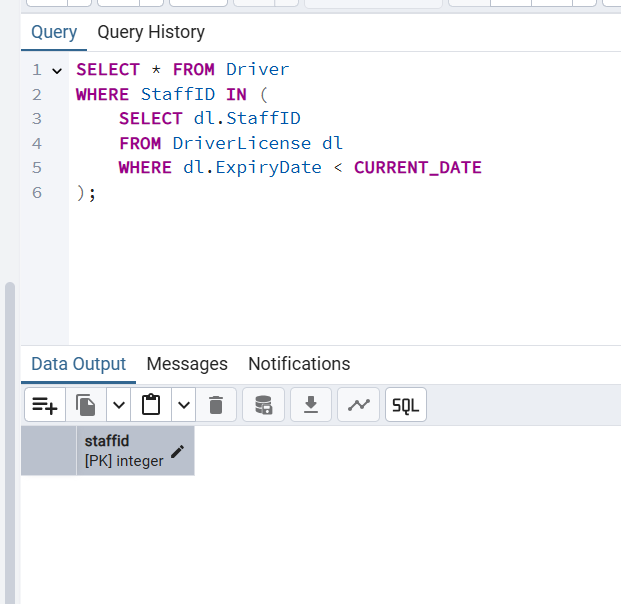 Query Query History
1 SELECT * FROM Driver
2 WHERE StaffID IN (
3 SELECT dl.StaffID
4 FROM DriverLicense dl
5 WHERE dl.ExpiryDate < CURRENT_DATE
6 );
Data Output Messages Notifications
SQL
staffid
[PK] integer